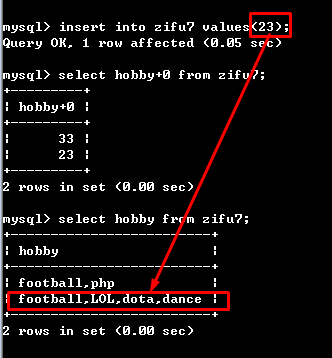 mysql> insert into zifu7 values(23);
Query OK, 1 row affected (0.05 sec)
mysql> select hobby+0 from zifu7;
+---------+
| hobby+0 |
+---------+
|      33 |
|      23 |
+---------+
2 rows in set (0.00 sec)
mysql> select hobby from zifu7;
+-------------------------+
| hobby                   |
+-------------------------+
| football,php            |
| football,LOL,dota,dance |
+-------------------------+
2 rows in set (0.00 sec)